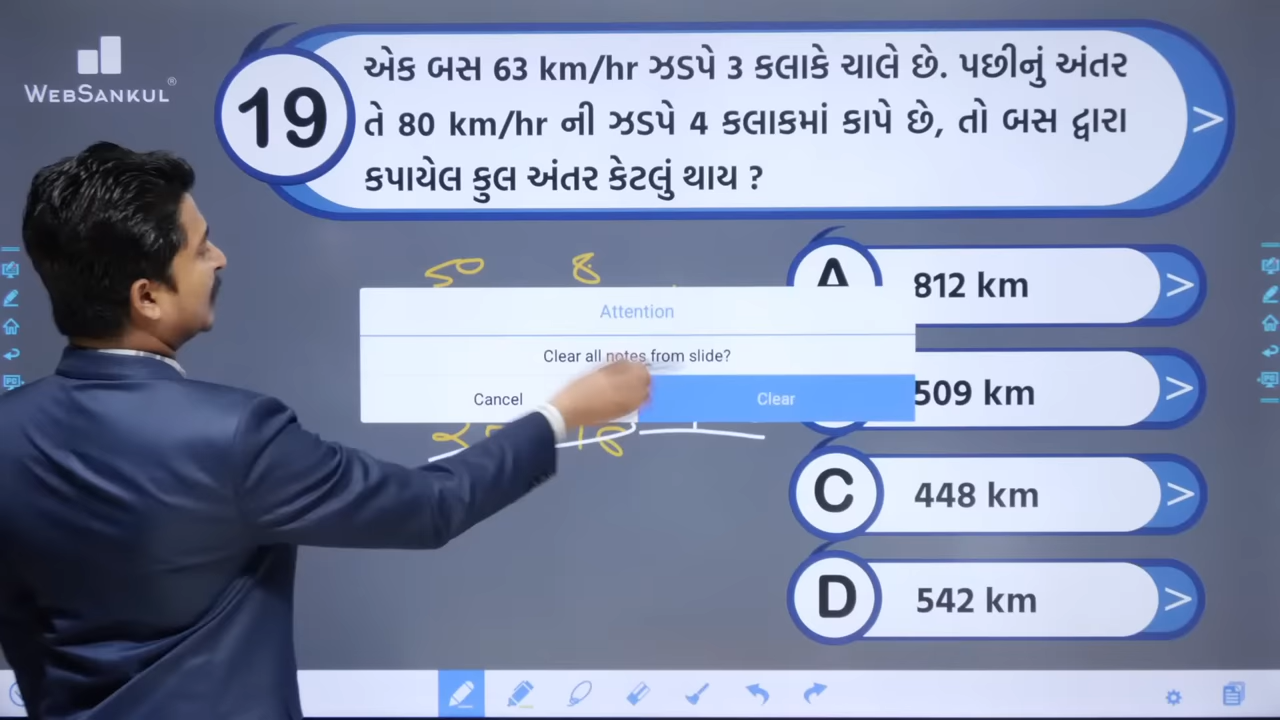 WEBSANKUL®
19
એક બસ 63 km/hr ઝડપે 3 કલાકે ચાલે છે. પછીનું અંતર
તે 80 km/hr ની ઝડપે 4 કલાકમાં કાપે છે, તો બસ દ્વારા
કપાયેલ કુલ અંતર કેટલું થાય ?
>
A
812 km
>
Attention
Clear all notes from slide?
Cancel
Clear
509 km
>
C
448 km
>
D
542 km
>